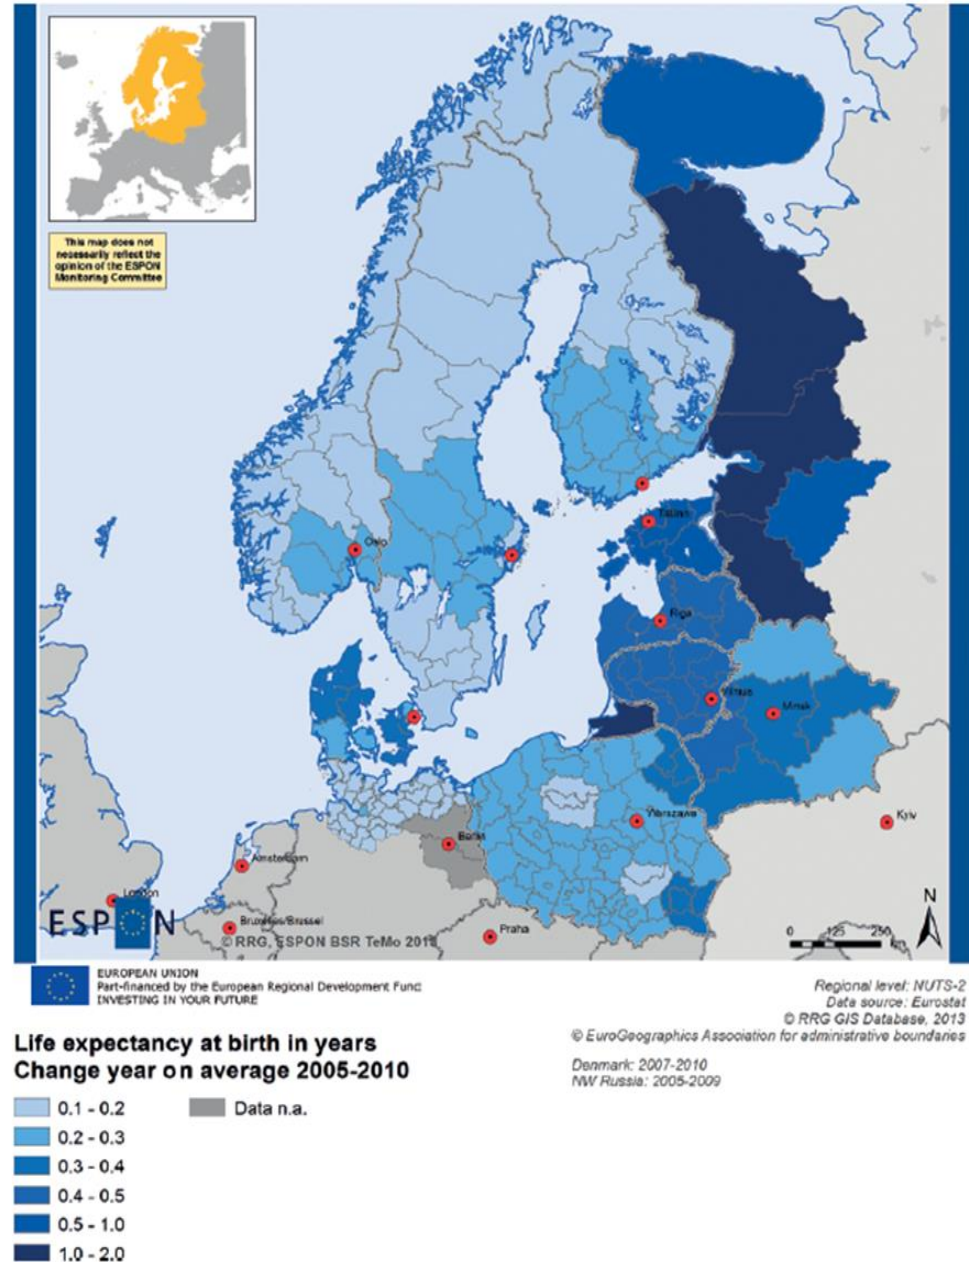 This map does not
necessarily reflect the
opinion of the ESPON
Monitoring Committee
Oslo
Tallinn
Riga
Vilnius
Minsk
Warszawa
Kyiv
Berlin
Amsterdam
London
Bruxelles/Brussel
Praha
ESPON
© RRG, ESPON BSR TeMo 2013
N
0 125 250
km
EUROPEAN UNION
Part-financed by the European Regional Development Fund
INVESTING IN YOUR FUTURE
Regional level: NUTS-2
Data source: Eurostat
© RRG GIS Database, 2013
© EuroGeographics Association for administrative boundaries
Denmark: 2007-2010
NW Russia: 2005-2009
Life expectancy at birth in years
Change year on average 2005-2010
0.1 - 0.2
0.2 - 0.3
0.3 - 0.4
0.4 - 0.5
0.5 - 1.0
1.0 - 2.0
Data n.a.